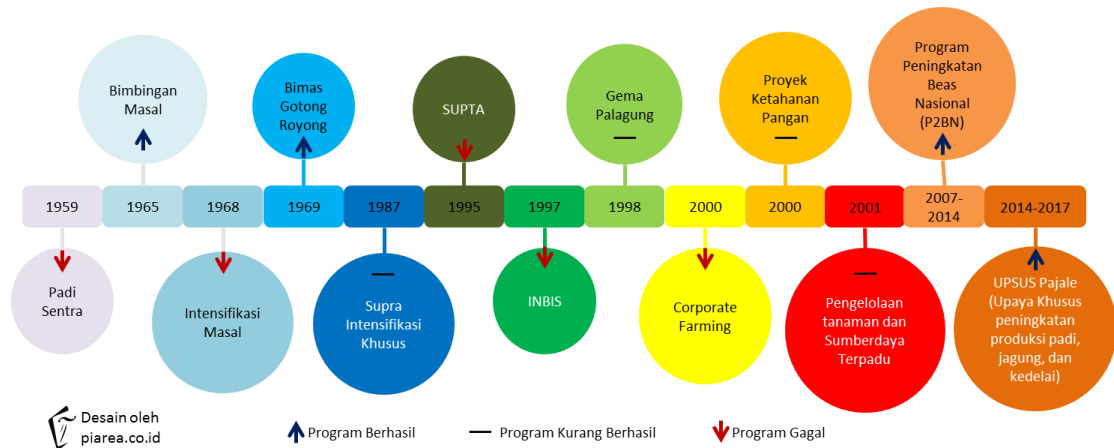 Bimbingan
Masal
Bimas
Gotong
Royong
SUPTA
Gema
Palagung
Proyek
Ketahanan
Pangan
Program
Peningkatan
Beas
Nasional
(P2BN)
1959
1965
1968
1969
1987
1995
1997
1998
2000
2000
2001
2007-
2014
2014-2017
Padi
Sentra
Intensifikasi
Masal
Supra
Intensifikasi
Khusus
INBIS
Corporate
Farming
Pengelolaan
tanaman dan
Sumberdaya
Terpadu
UPSUS Pajale
(Upaya Khusus
peningkatan
produksi padi,
jagung, dan
kedelai)
Desain oleh
piarea.co.id
Program Berhasil
Program Kurang Berhasil
Program Gagal